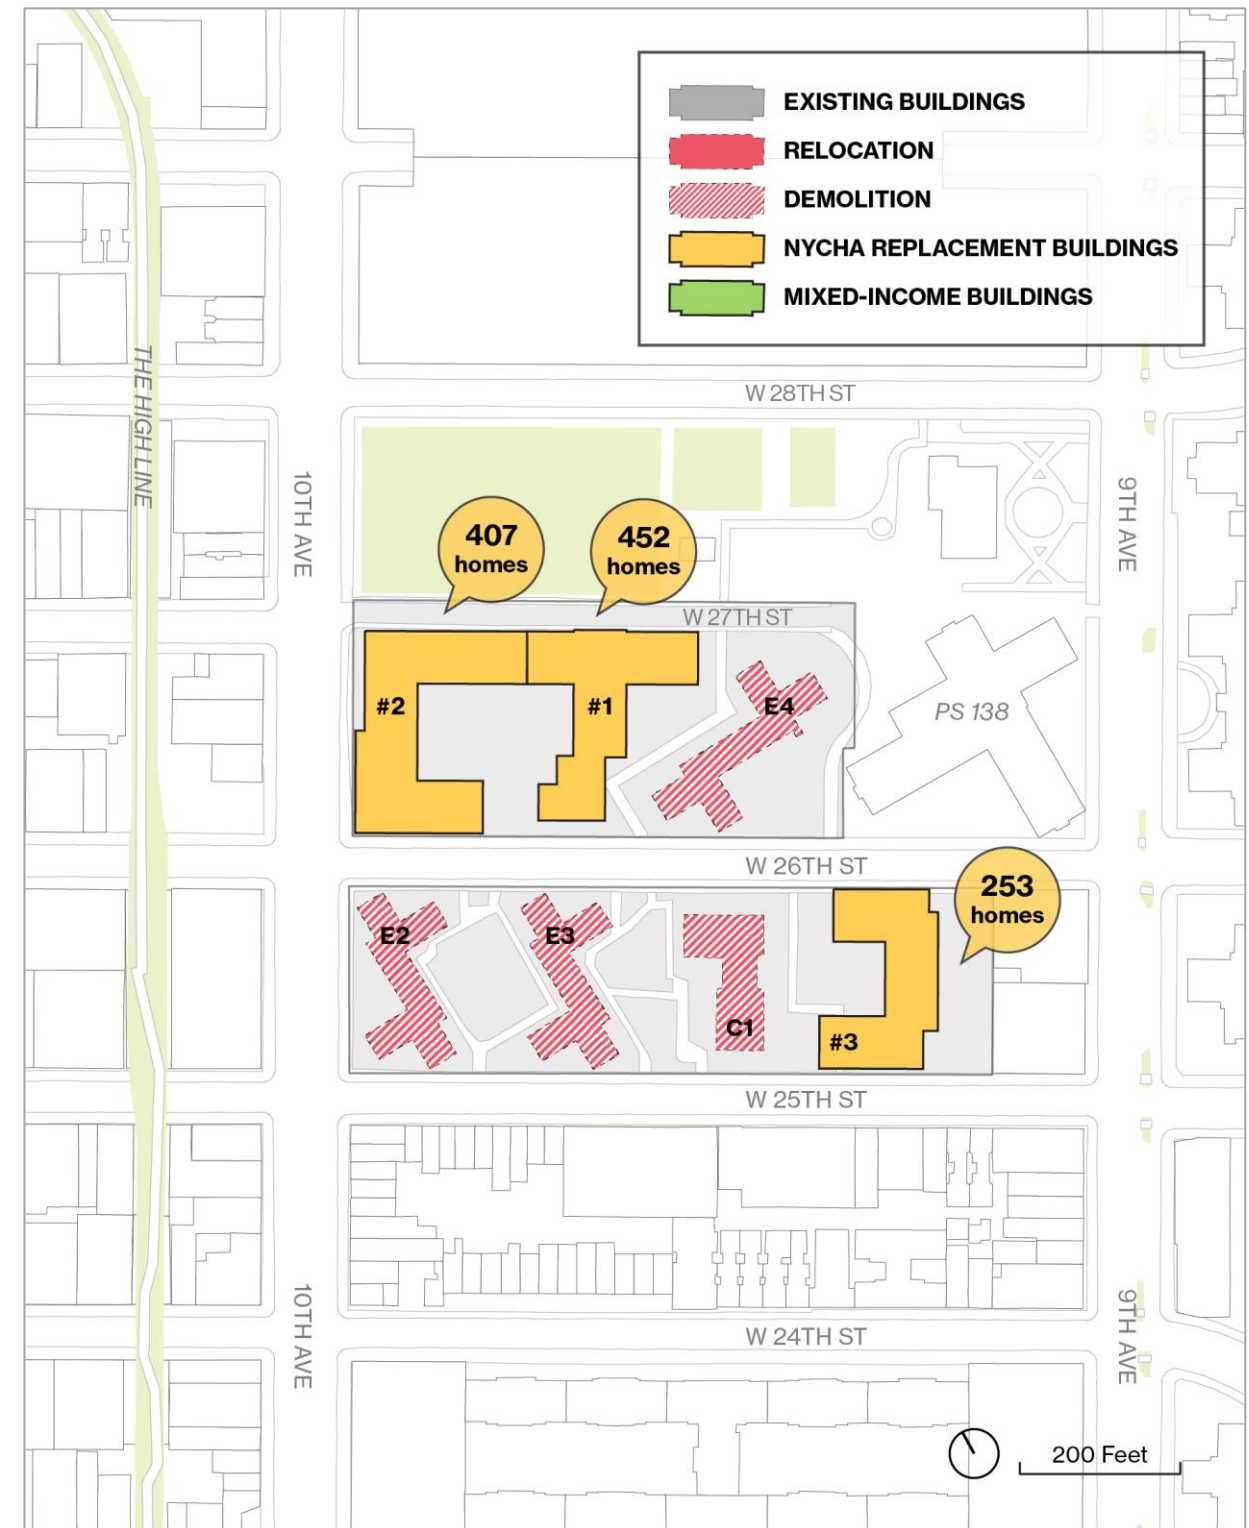 EXISTING BUILDINGS
RELOCATION
DEMOLITION
NYCHA REPLACEMENT BUILDINGS
MIXED-INCOME BUILDINGS
THE HIGH LINE
W 28TH ST
10TH AVE
9TH AVE
407
homes
452
homes
W 27TH ST
#2
#1
E4
PS 138
W 26TH ST
253
homes
E2
E3
C1
#3
W 25TH ST
10TH AVE
9TH AVE
W 24TH ST
200 Feet